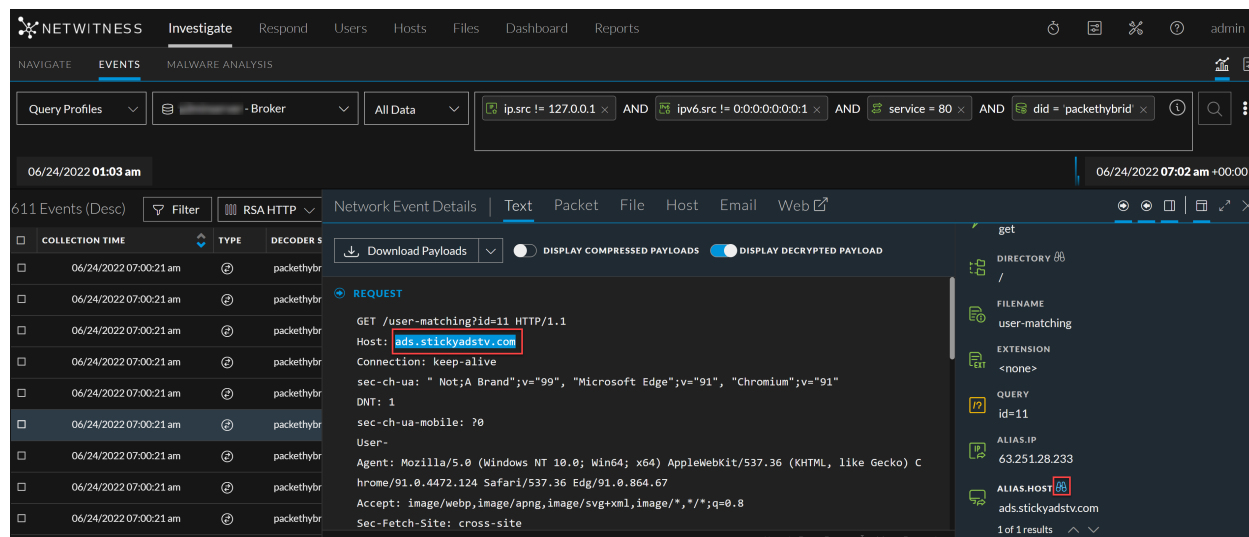 NETWITNESS Investigate Respond Users Hosts Files Dashboard Reports admin
NAVIGATE EVENTS MALWARE ANALYSIS
Query Profiles - Broker All Data ip.src != 127.0.0.1 × AND ipv6.src != 0:0:0:0:0:0:0:1 × AND service = 80 × AND did = 'packethybrid' ×
06/24/2022 01:03 am 06/24/2022 07:02 am +00:00
611 Events (Desc) Filter RSA HTTP Network Event Details Text Packet File Host Email Web
COLLECTION TIME TYPE DECODER S
Download Payloads DISPLAY COMPRESSED PAYLOADS DISPLAY DECRYPTED PAYLOAD
06/24/2022 07:00:21 am packethybr
06/24/2022 07:00:21 am packethybr
06/24/2022 07:00:21 am packethybr
06/24/2022 07:00:21 am packethybr
06/24/2022 07:00:21 am packethybr
06/24/2022 07:00:21 am packethybr
06/24/2022 07:00:21 am packethybr
06/24/2022 07:00:21 am packethybr
06/24/2022 07:00:21 am packethybr
REQUEST
GET /user-matching?id=11 HTTP/1.1
Host: ads.stickyadstv.com
Connection: keep-alive
sec-ch-ua: " Not;A Brand";v="99", "Microsoft Edge";v="91", "Chromium";v="91"
DNT: 1
sec-ch-ua-mobile: ?0
User-
Agent: Mozilla/5.0 (Windows NT 10.0; Win64; x64) AppleWebKit/537.36 (KHTML, like Gecko) C
hrome/91.0.4472.124 Safari/537.36 Edg/91.0.864.67
Accept: image/webp,image/apng,image/svg+xml,image/*,*/*;q=0.8
Sec-Fetch-Site: cross-site
get
DIRECTORY
/
FILENAME
user-matching
EXTENSION
<none>
QUERY
id=11
ALIAS.IP
63.251.28.233
ALIAS.HOST
ads.stickyadstv.com
1 of 1 results